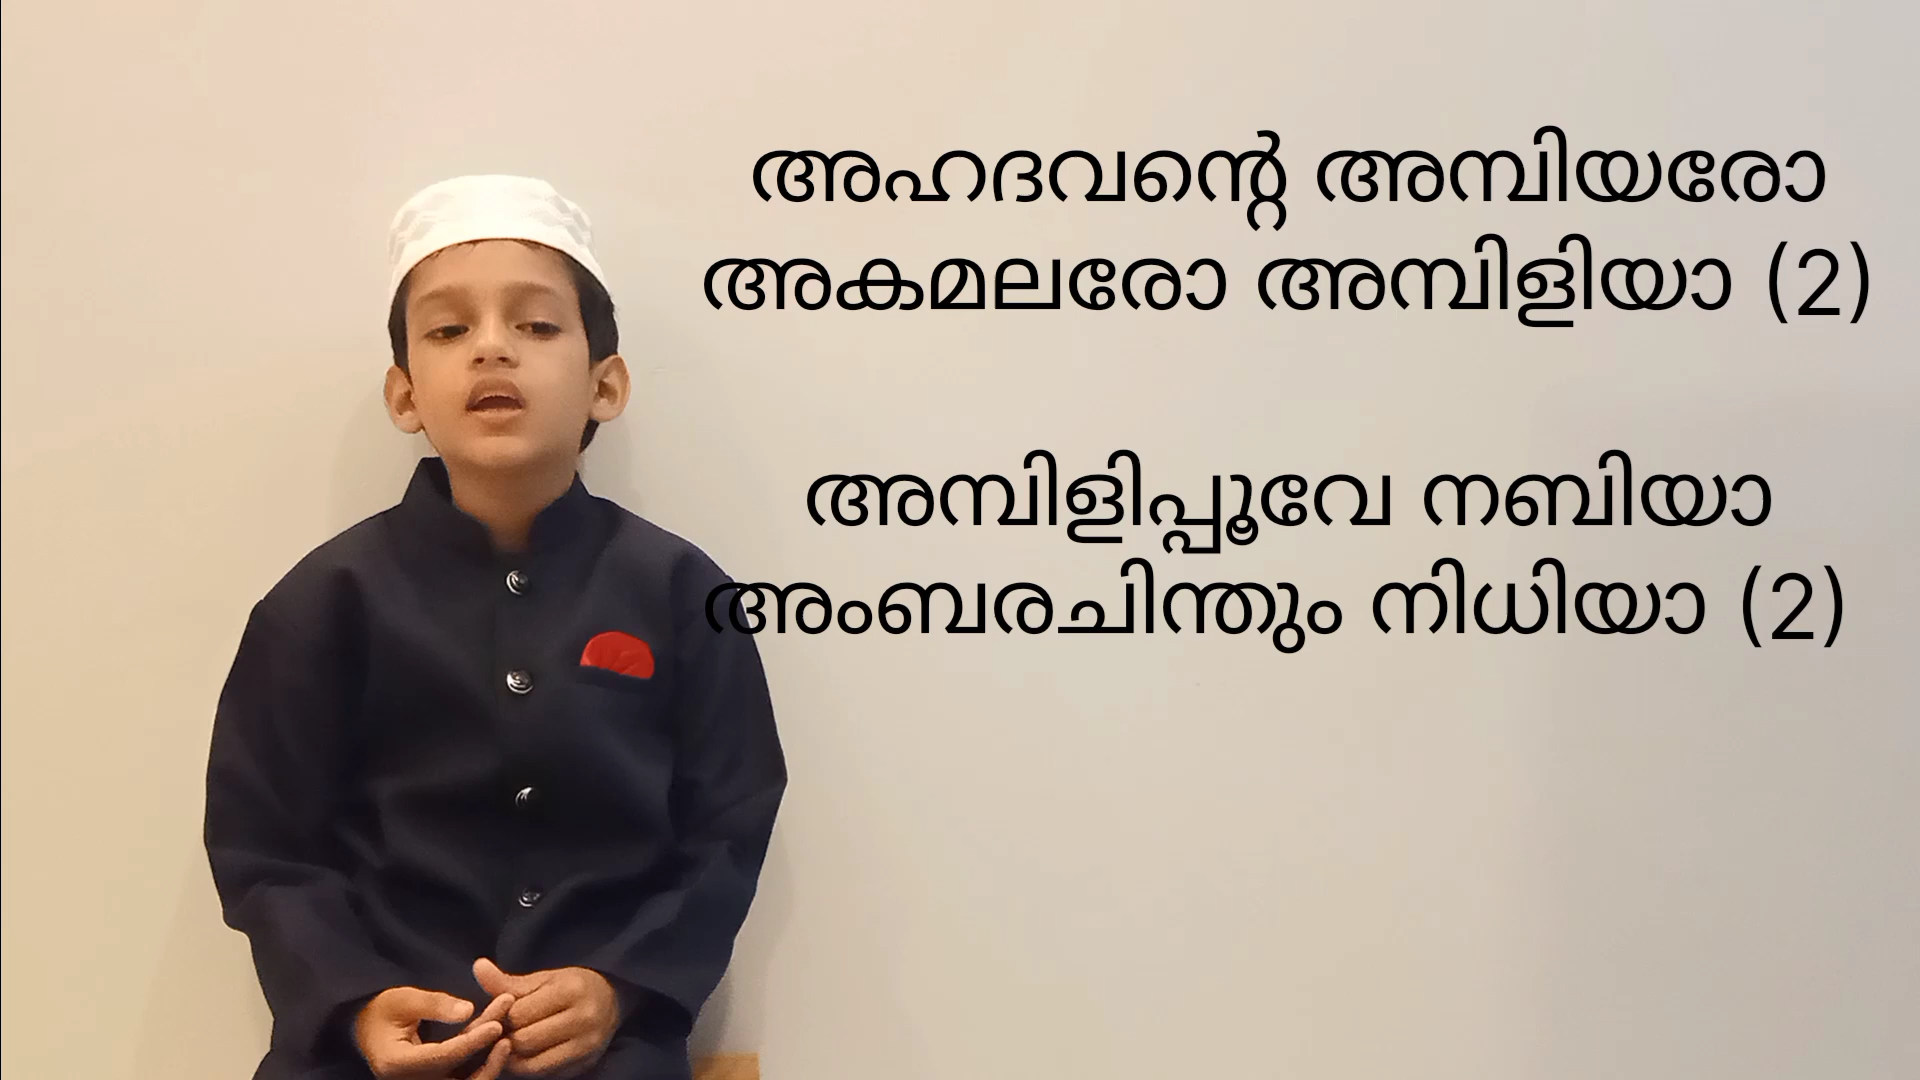 അഹദവന്റെ അമ്പിയരോ
അകമലരോ അമ്പിളിയാ (2)
അമ്പിളിപ്പൂവേ നബിയാ
അംബരചിന്തും നിധിയാ (2)